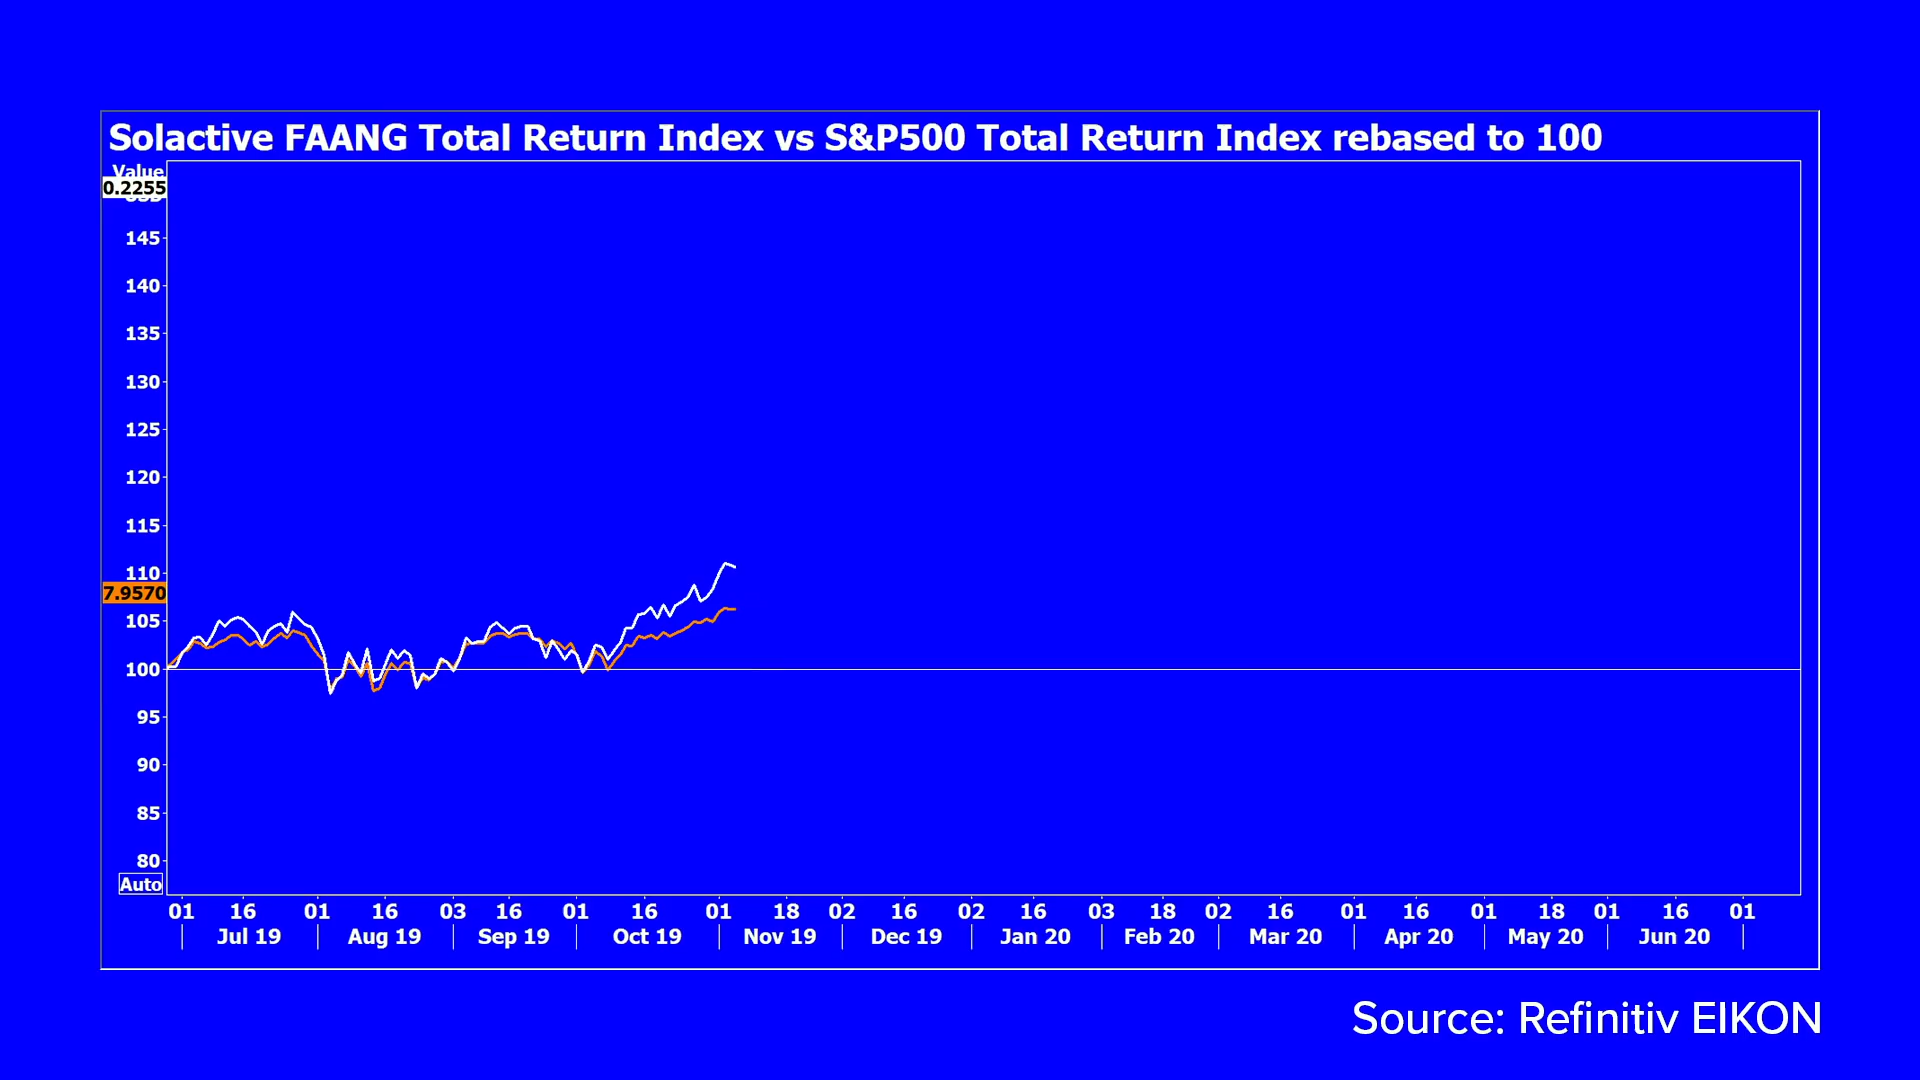 Solactive FAANG Total Return Index vs S&P500 Total Return Index rebased to 100
Value
0.2255
145
140
135
130
125
120
115
110
7.9570
105
100
95
90
85
80
Auto
01 16 01 16 03 16 01 16 01 18 02 16 02 16 03 18 02 16 01 16 01 18 01 16 01
Jul 19 Aug 19 Sep 19 Oct 19 Nov 19 Dec 19 Jan 20 Feb 20 Mar 20 Apr 20 May 20 Jun 20
Source: Refinitiv EIKON